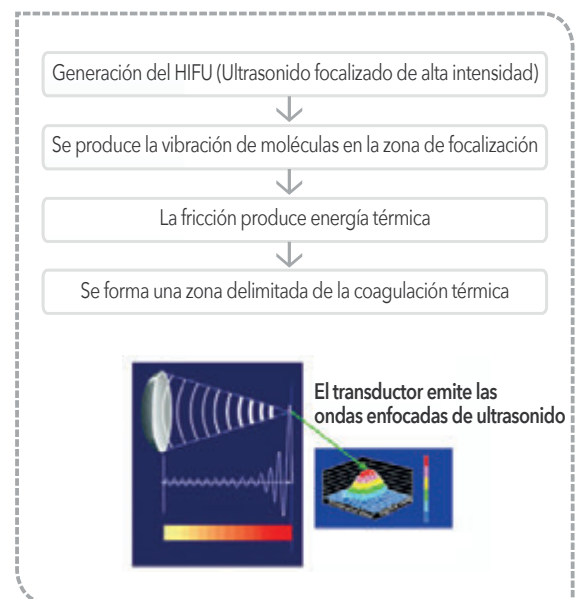 Generación del HIFU (Ultrasonido focalizado de alta intensidad)
Se produce la vibración de moléculas en la zona de focalización
La fricción produce energía térmica
Se forma una zona delimitada de la coagulación térmica
El transductor emite las
ondas enfocadas de ultrasonido